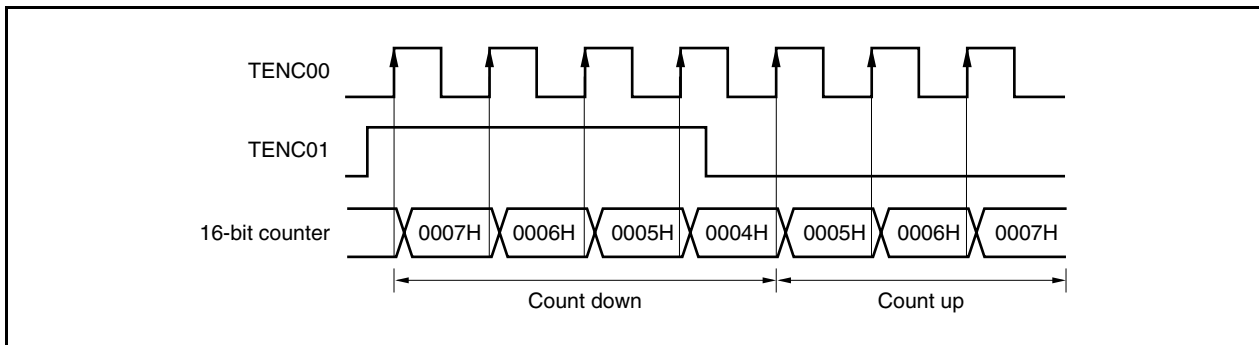 TENC00
TENC01
16-bit counter 0007H 0006H 0005H 0004H 0005H 0006H 0007H
Count down Count up